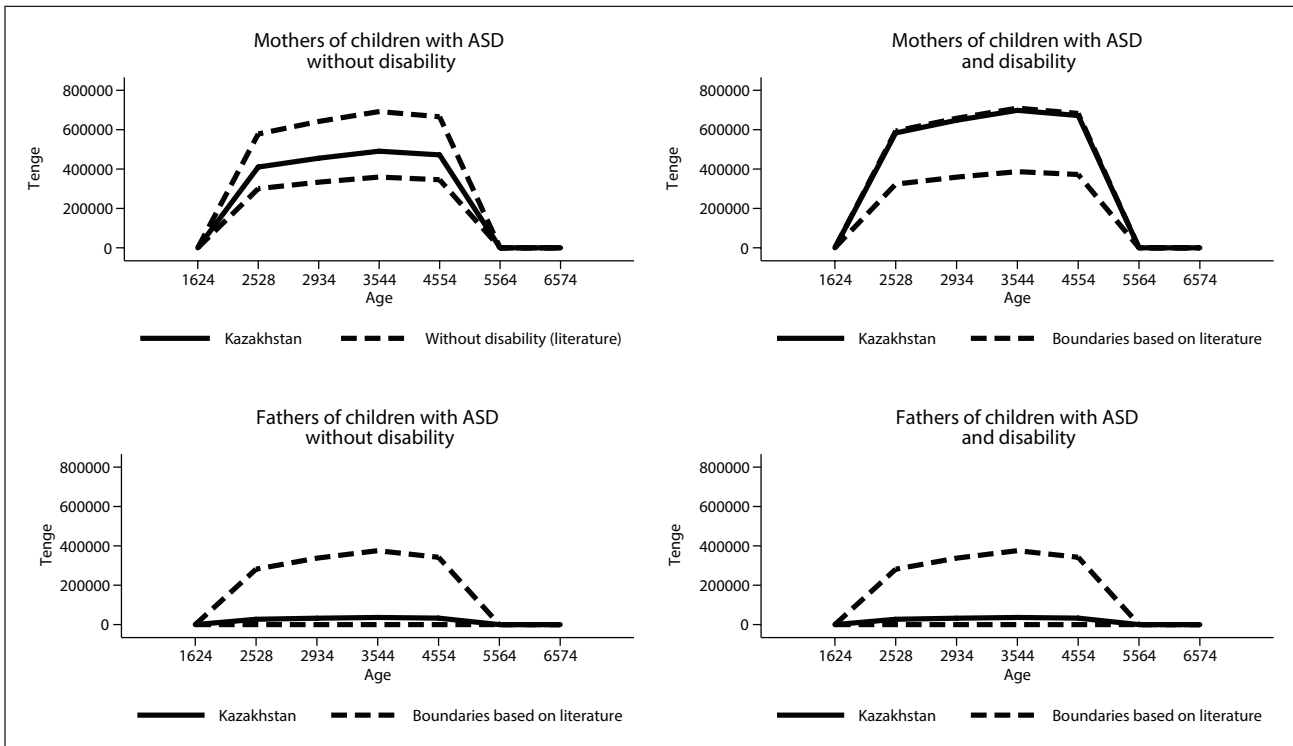 Mothers of children with ASD
without disability
Tenge
800000
600000
400000
200000
0
1624 2528 2934 3544 4554 5564 6574
Age
Kazakhstan Without disability (literature)
Mothers of children with ASD
and disability
Tenge
800000
600000
400000
200000
0
1624 2528 2934 3544 4554 5564 6574
Age
Kazakhstan Boundaries based on literature
Fathers of children with ASD
without disability
Tenge
800000
600000
400000
200000
0
1624 2528 2934 3544 4554 5564 6574
Age
Kazakhstan Boundaries based on literature
Fathers of children with ASD
and disability
Tenge
800000
600000
400000
200000
0
1624 2528 2934 3544 4554 5564 6574
Age
Kazakhstan Boundaries based on literature